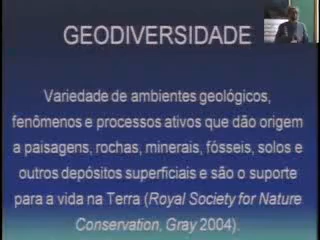 GEODIVERSIDADE
Variedade de ambientes geológicos,
fenômenos e processos ativos que dão origem
a paisagens, rochas, minerais, fósseis, solos e
outros depósitos superficiais e são o suporte
para a vida na Terra (Royal Society for Nature
Conservation, Gray 2004).